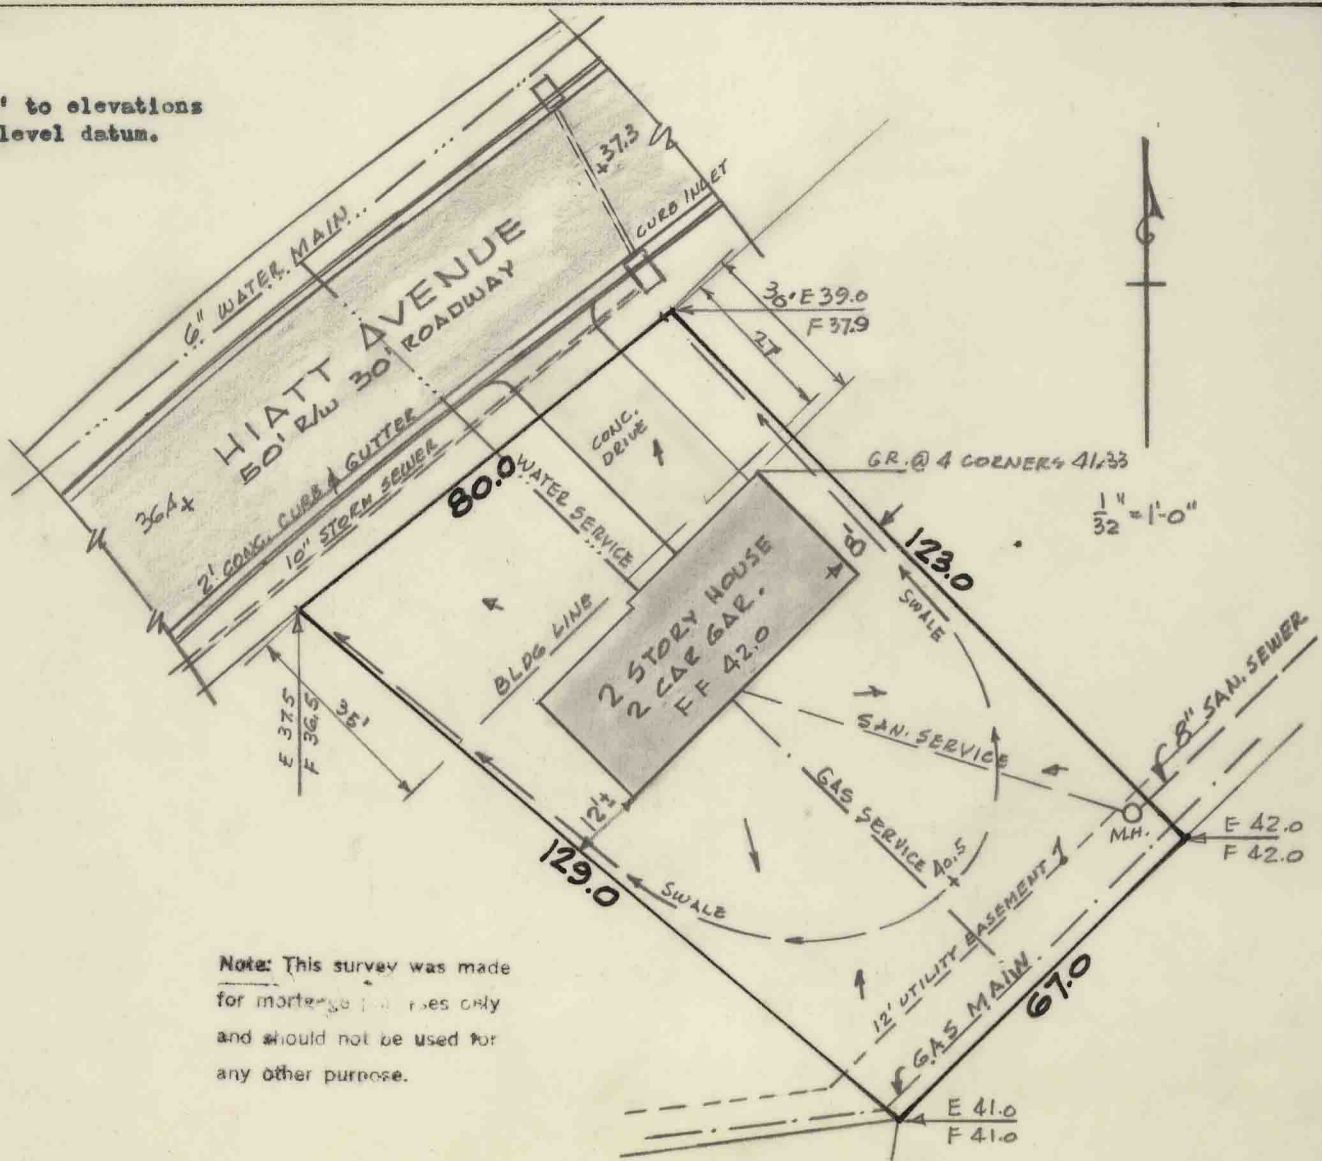 ' to elevations
level datum.
6" WATER MAIN
HIATT AVENUE
50' R/W 30' ROADWAY
+37.3
CURB INLET
2' CONC. CURB & GUTTER
10" STORM SEWER
80.0
WATER SERVICE
CONC.
DRIVE
30'
27'
E 39.0
F 37.9
GR. @ 4 CORNERS 41.33
1/32" = 1'-0"
BLDG LINE
2 STORY HOUSE
2 CAR GAR.
FF 42.0
123.0
SWALE
E 37.5
F 36.5
35'
12'±
129.0
SWALE
SAN. SERVICE
GAS SERVICE
40.5
8" SAN. SEWER
M.H.
E 42.0
F 42.0
12' UTILITY EASEMENT
GAS MAIN
67.0
E 41.0
F 41.0
Note: This survey was made
for only
and should not be used for
any other purpose.